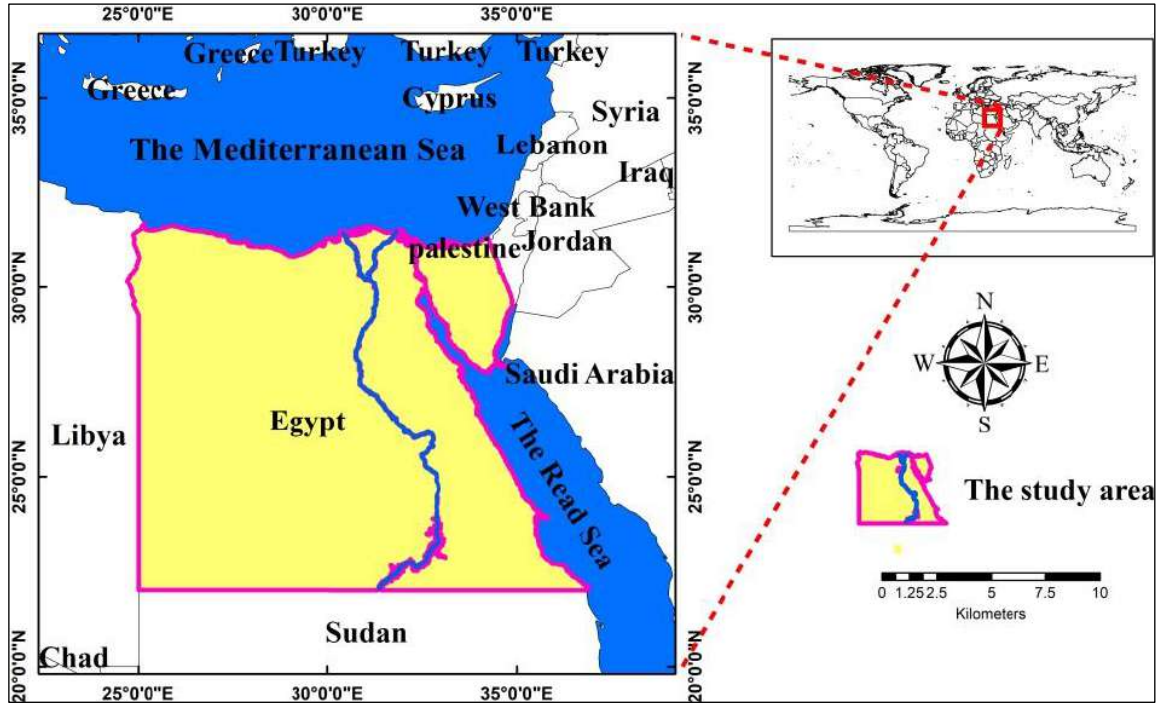 25°0'0"E
30°0'0"E
35°0'0"E
Greece
Turkey
Turkey
Turkey
Greece
Cyprus
Syria
The Mediterranean Sea
Lebanon
Iraq
West Bank
palestine
Jordan
Saudi Arabia
Libya
Egypt
The Read Sea
Sudan
Chad
35°0'0"N
30°0'0"N
25°0'0"N
20°0'0"N
35°0'0"N
30°0'0"N
25°0'0"N
20°0'0"N
25°0'0"E
30°0'0"E
35°0'0"E
N
W
E
S
The study area
0 1.25 2.5 5 7.5 10
Kilometers